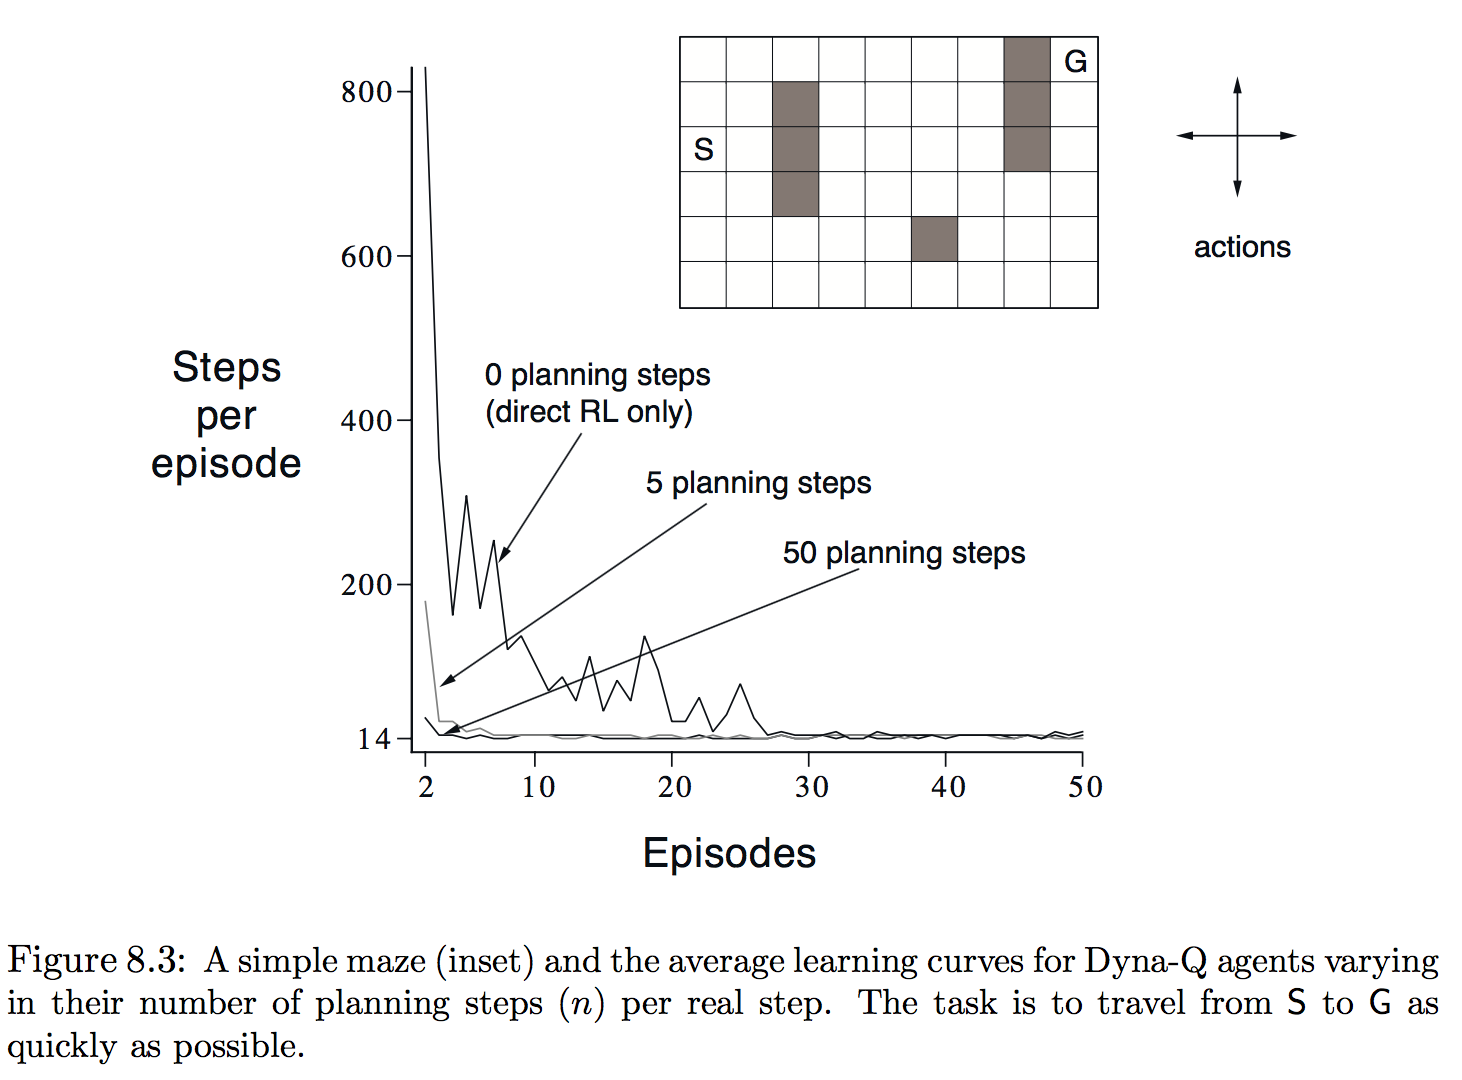 G
S
actions
800
600
400
200
14
Steps
per
episode
0 planning steps
(direct RL only)
5 planning steps
50 planning steps
2 10 20 30 40 50
Episodes
Figure 8.3: A simple maze (inset) and the average learning curves for Dyna-Q agents varying
in their number of planning steps (n) per real step. The task is to travel from S to G as
quickly as possible.